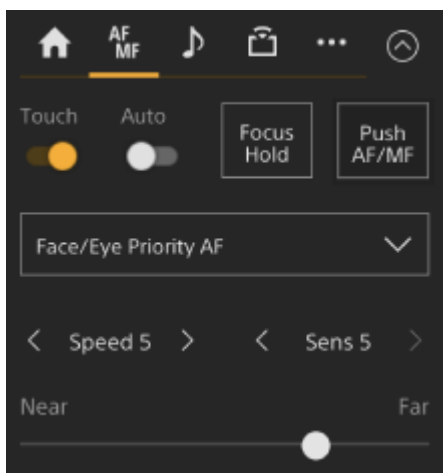 AF
MF
Touch Auto
Focus
Hold
Push
AF/MF
Face/Eye Priority AF
Speed 5 Sens 5
Near Far